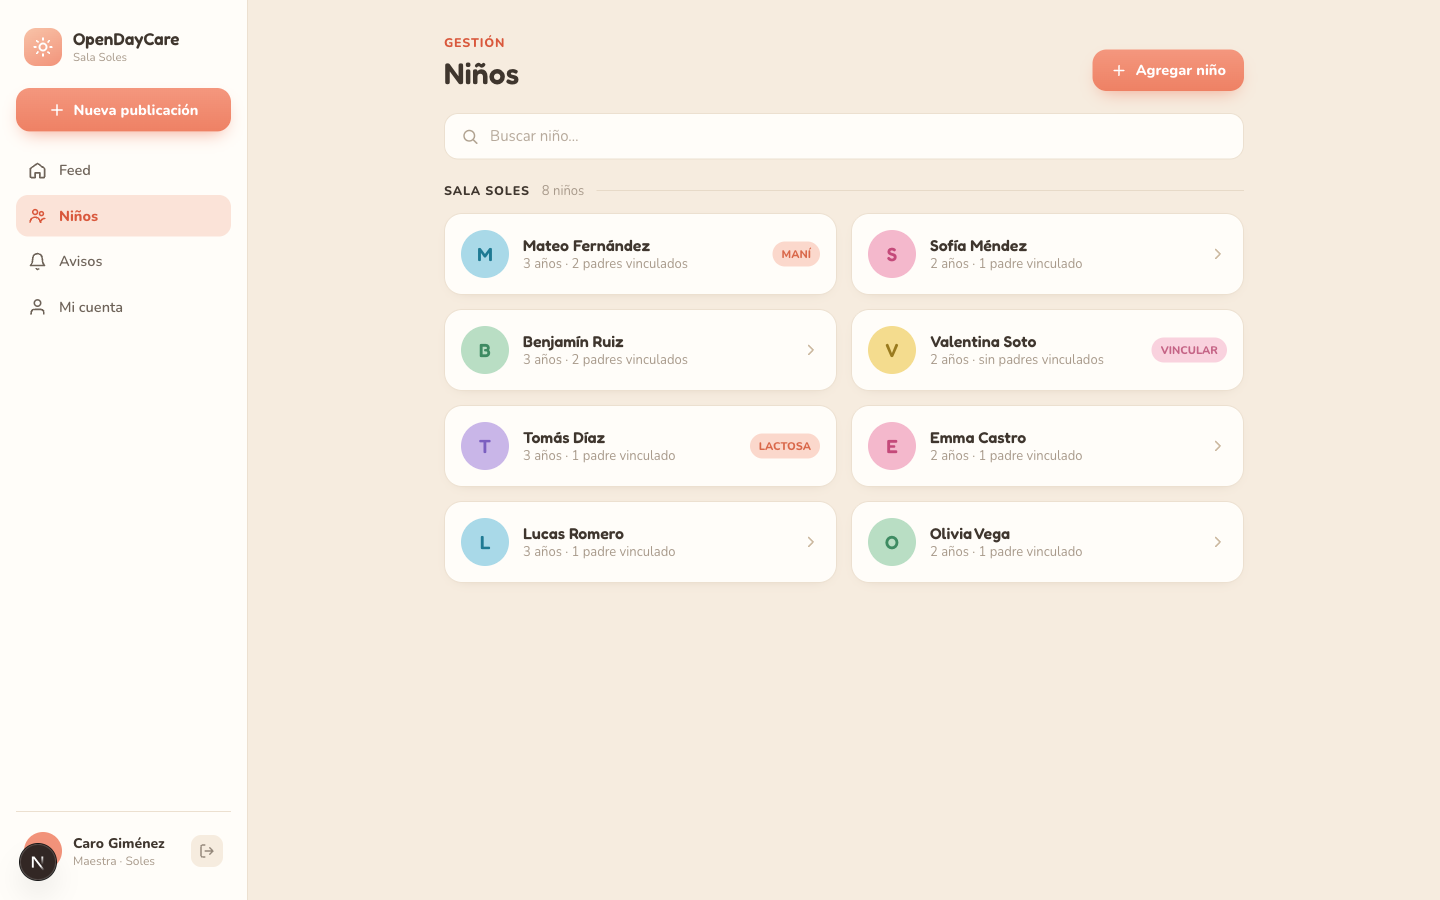 OpenDayCare
Sala Soles
Nueva publicación
Feed
Niños
Avisos
Mi cuenta
Caro Giménez
Maestra · Soles
N
GESTIÓN
Niños
Agregar niño
Buscar niño...
SALA SOLES 8 niños
M
Mateo Fernández
3 años · 2 padres vinculados
MANÍ
S
Sofía Méndez
2 años · 1 padre vinculado
B
Benjamín Ruiz
3 años · 2 padres vinculados
V
Valentina Soto
2 años · sin padres vinculados
VINCULAR
T
Tomás Díaz
3 años · 1 padre vinculado
LACTOSA
E
Emma Castro
2 años · 1 padre vinculado
L
Lucas Romero
3 años · 1 padre vinculado
O
Olivia Vega
2 años · 1 padre vinculado